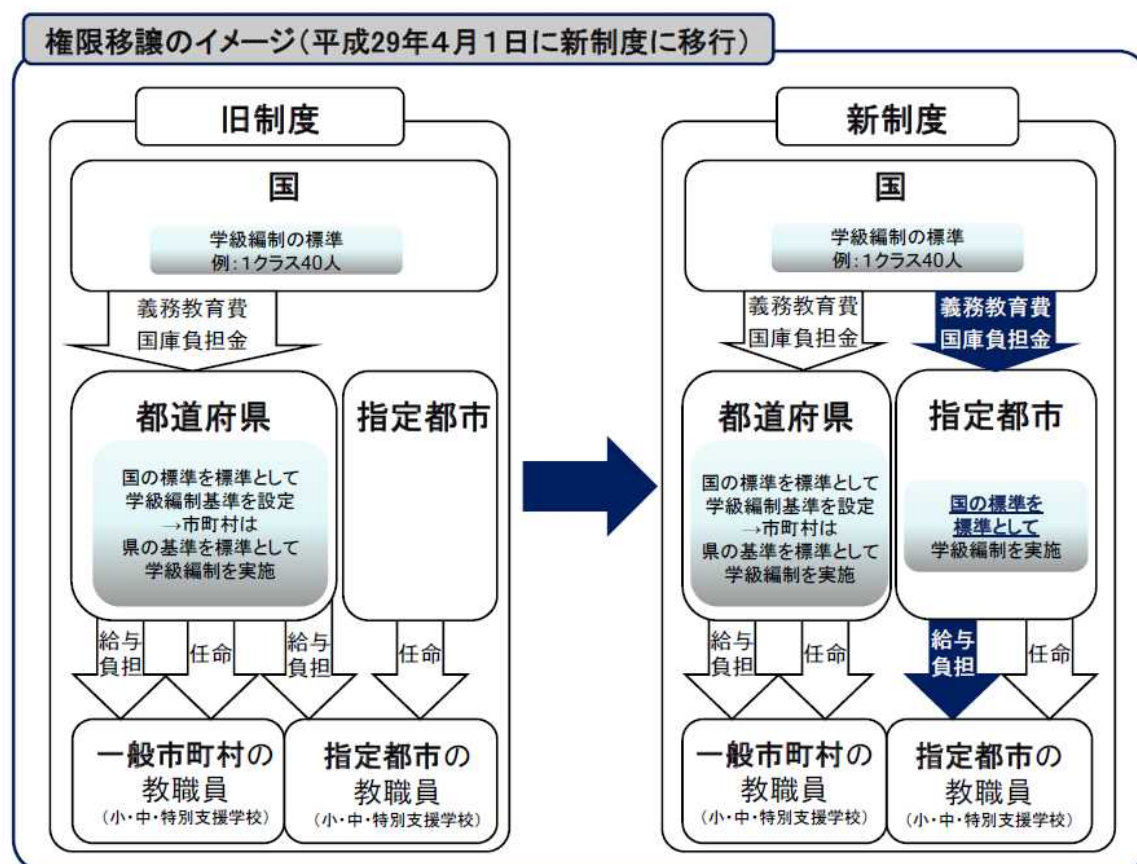 権限移譲のイメージ(平成29年4月1日に新制度に移行)
旧制度
国
学級編制の標準
例:1クラス40人
義務教育費
国庫負担金
都道府県
国の標準を標準として
学級編制基準を設定
→市町村は
県の基準を標準として
学級編制を実施
指定都市
給与
負担
任命
給与
負担
任命
一般市町村の
教職員
(小・中・特別支援学校)
指定都市の
教職員
(小・中・特別支援学校)
新制度
国
学級編制の標準
例:1クラス40人
義務教育費
国庫負担金
義務教育費
国庫負担金
都道府県
国の標準を標準として
学級編制基準を設定
→市町村は
県の基準を標準として
学級編制を実施
指定都市
国の標準を
標準として
学級編制を実施
給与
負担
任命
給与
負担
任命
一般市町村の
教職員
(小・中・特別支援学校)
指定都市の
教職員
(小・中・特別支援学校)